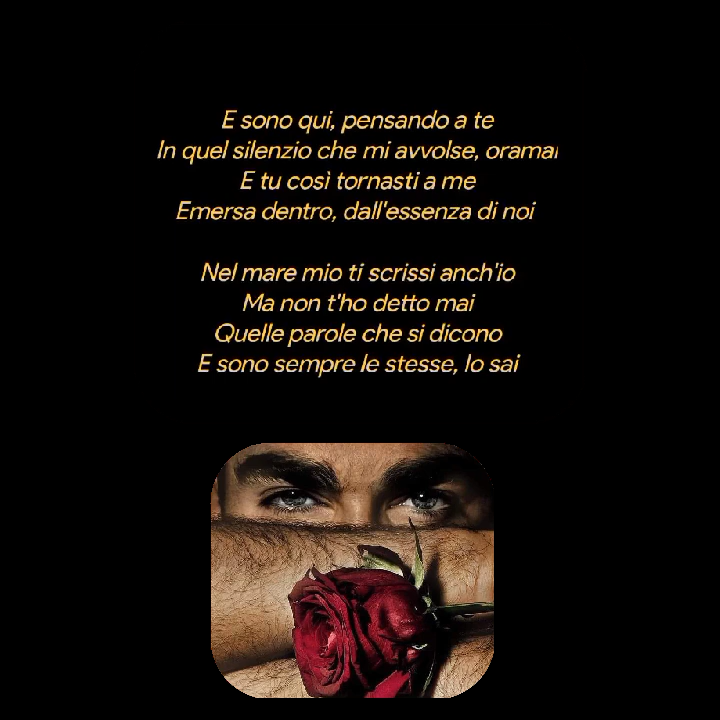 E sono qui, pensando a te
In quel silenzio che mi avvolse, oramai
E tu così tornasti a me
Emersa dentro, dall'essenza di noi
Nel mare mio ti scrissi anch'io
Ma non t'ho detto mai
Quelle parole che si dicono
E sono sempre le stesse, lo sai